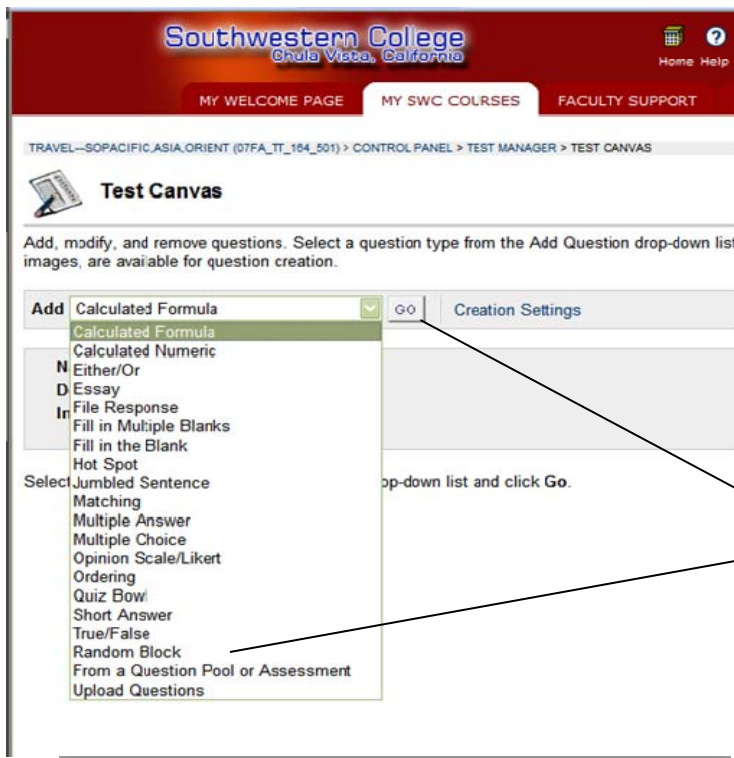 Southwestern College
Chula Vista, California
Home Help
MY WELCOME PAGE MY SWC COURSES FACULTY SUPPORT
TRAVEL--SOPACIFIC,ASIA,ORIENT (07FA_TT_164_501) > CONTROL PANEL > TEST MANAGER > TEST CANVAS
Test Canvas
Add, modify, and remove questions. Select a question type from the Add Question drop-down list
images, are available for question creation.
Add Calculated Formula GO Creation Settings
Calculated Formula
Calculated Numeric
N Either/Or
D Essay
In File Response
Fill in Multiple Blanks
Fill in the Blank
Hot Spot
Select Jumbled Sentence op-down list and click Go.
Matching
Multiple Answer
Multiple Choice
Opinion Scale/Likert
Ordering
Quiz Bowl
Short Answer
True/False
Random Block
From a Question Pool or Assessment
Upload Questions